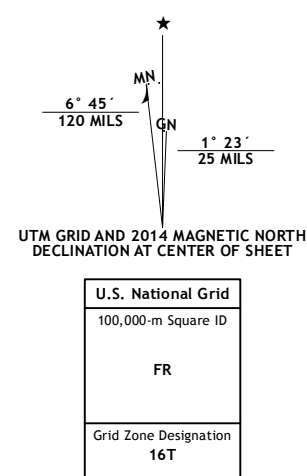 ★
MN
6° 45´
120 MILS
GN
1° 23´
25 MILS
UTM GRID AND 2014 MAGNETIC NORTH
DECLINATION AT CENTER OF SHEET
U.S. National Grid
100,000-m Square ID
FR
Grid Zone Designation
16T